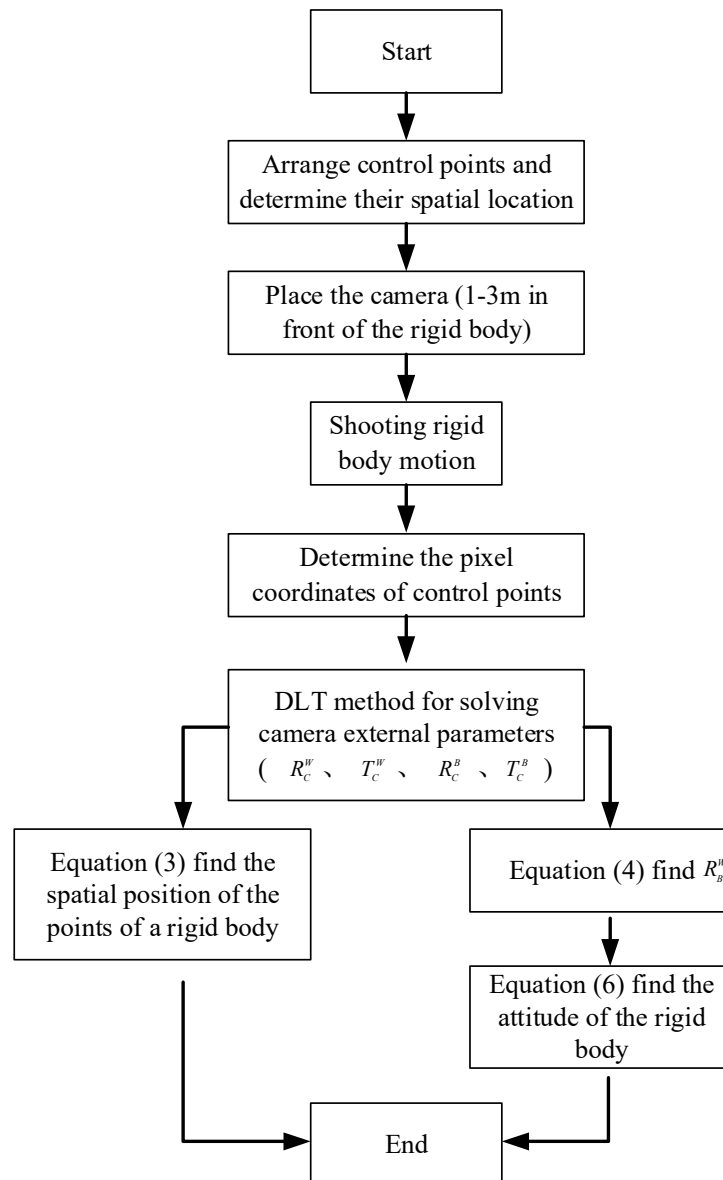 Start
Arrange control points and
determine their spatial location
Place the camera (1-3m in
front of the rigid body)
Shooting rigid
body motion
Determine the pixel
coordinates of control points
DLT method for solving
camera external parameters
( R_C^W 、 T_C^W 、 R_C^B 、 T_C^B )
Equation (3) find the
spatial position of the
points of a rigid body
Equation (4) find R_B^W
Equation (6) find the
attitude of the rigid
body
End